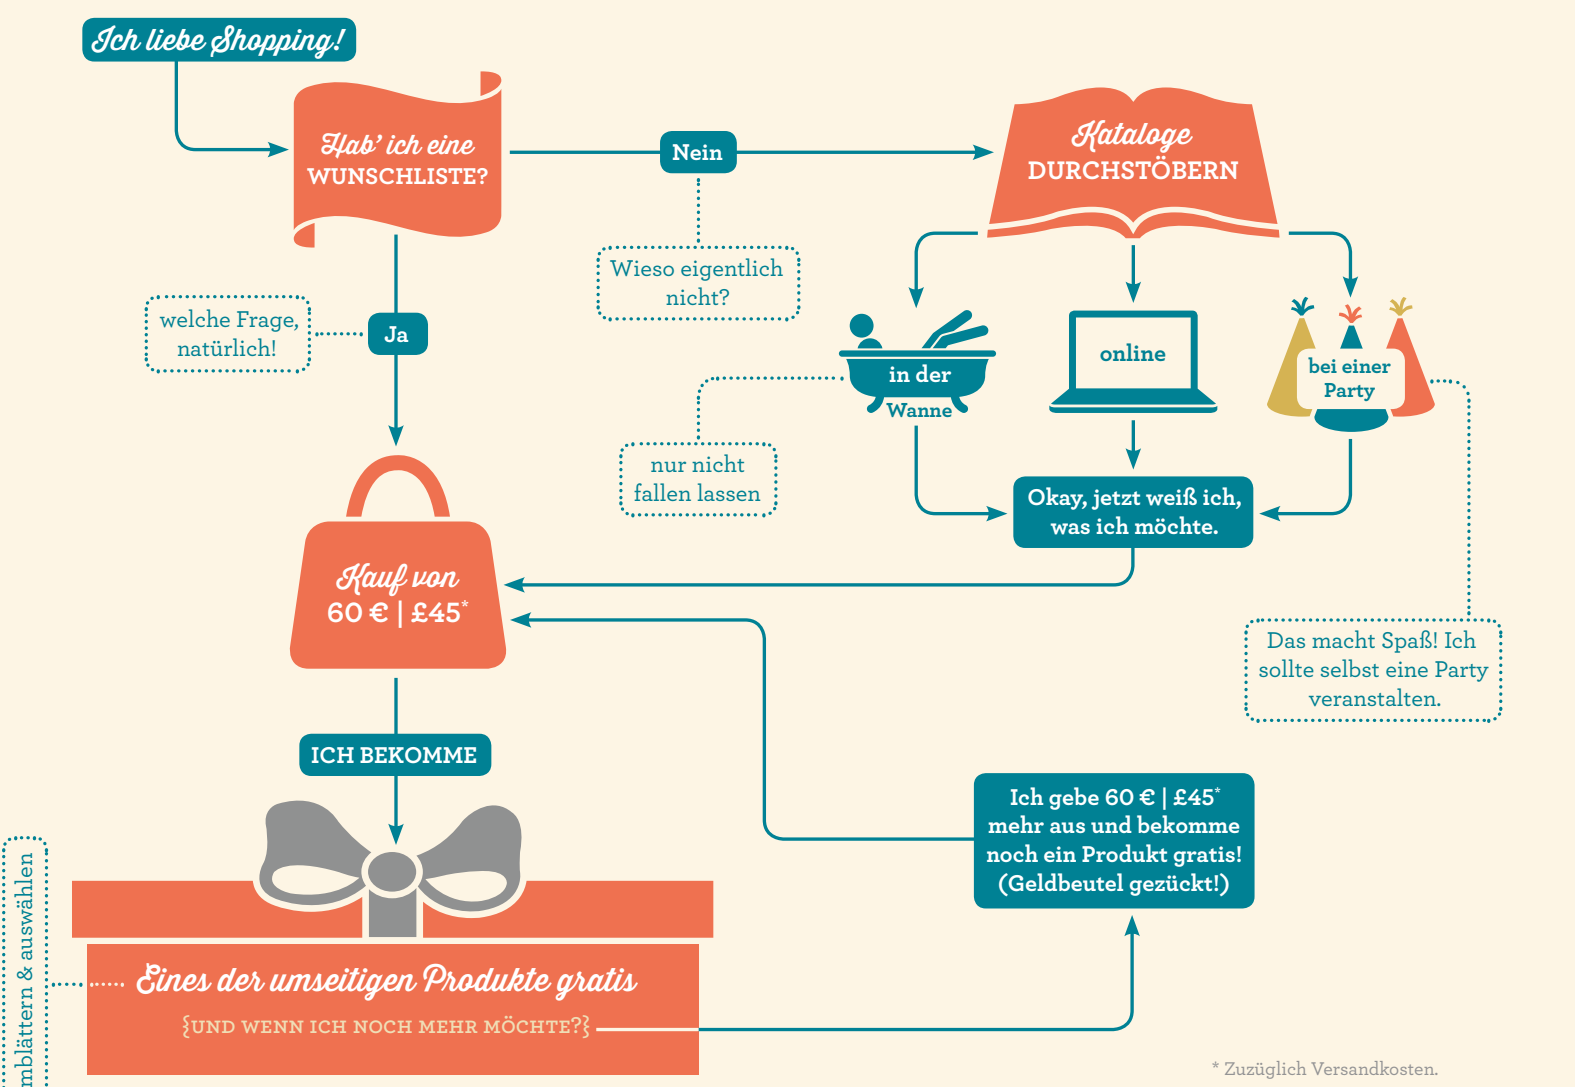 Ich liebe Shopping!
Hab' ich eine
WUNSCHLISTE?
Nein
Kataloge
DURCHSTÖBERN
Wieso eigentlich
nicht?
welche Frage,
natürlich!
Ja
in der
Wanne
online
bei einer
Party
nur nicht
fallen lassen
Okay, jetzt weiß ich,
was ich möchte.
Kauf von
60 € | £45*
Das macht Spaß! Ich
sollte selbst eine Party
veranstalten.
ICH BEKOMME
Ich gebe 60 € | £45*
mehr aus und bekomme
noch ein Produkt gratis!
(Geldbeutel gezückt!)
mblättern & auswählen
Eines der umseitigen Produkte gratis
{UND WENN ICH NOCH MEHR MÖCHTE?}
* Zuzüglich Versandkosten.